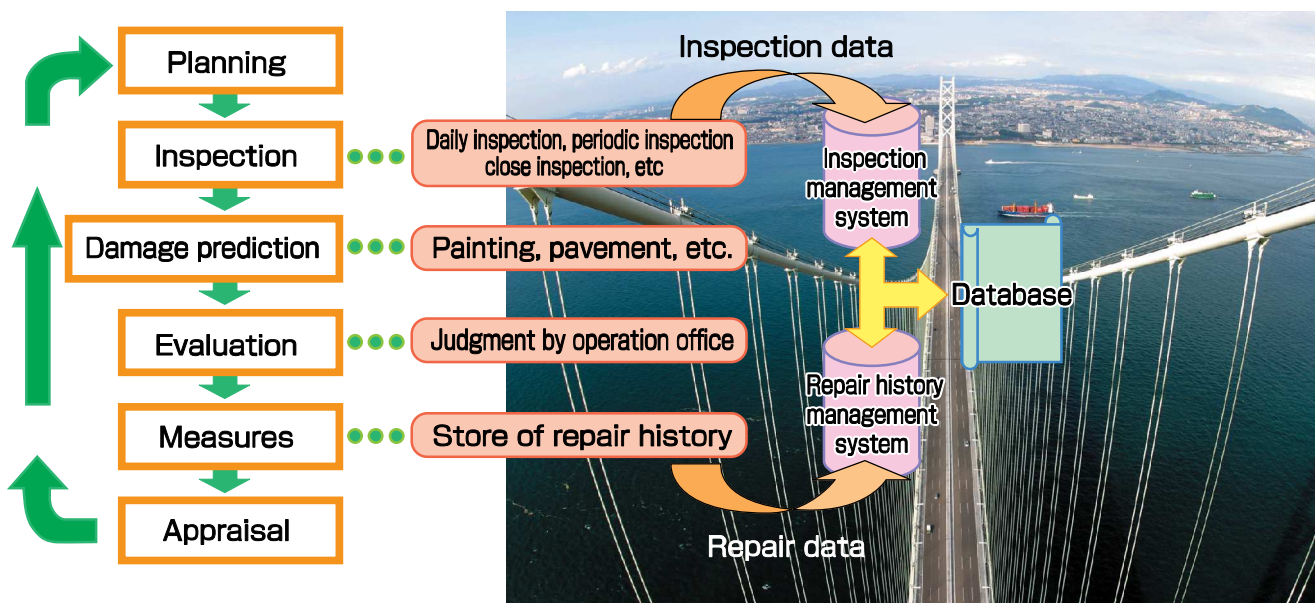 Planning
Inspection
Damage prediction
Evaluation
Measures
Appraisal
Daily inspection, periodic inspection
close inspection, etc
Painting, pavement, etc.
Judgment by operation office
Store of repair history
Inspection data
Inspection
management
system
Database
Repair history
management
system
Repair data